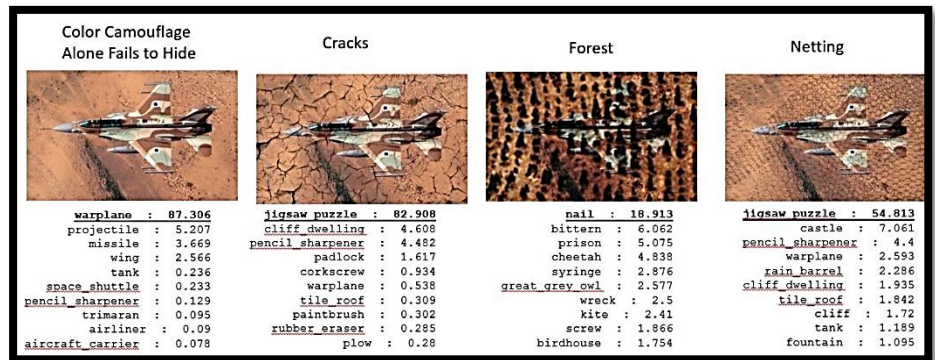 Color Camouflage
Alone Fails to Hide
warplane : 87.306
projectile : 5.207
missile : 3.669
wing : 2.566
tank : 0.236
space_shuttle : 0.233
pencil_sharpener : 0.129
trimaran : 0.095
airliner : 0.09
aircraft_carrier : 0.078
Cracks
jigsaw_puzzle : 82.908
cliff_dwelling : 4.608
pencil_sharpener : 4.482
padlock : 1.617
corkscrew : 0.934
warplane : 0.538
tile_roof : 0.309
paintbrush : 0.302
rubber_eraser : 0.285
plow : 0.28
Forest
nail : 18.913
bittern : 6.062
prison : 5.075
cheetah : 4.838
syringe : 2.876
great_grey_owl : 2.577
wreck : 2.5
kite : 2.41
screw : 1.866
birdhouse : 1.754
Netting
jigsaw_puzzle : 54.813
castle : 7.061
pencil_sharpener : 4.4
warplane : 2.593
rain_barrel : 2.286
cliff_dwelling : 1.935
tile_roof : 1.842
cliff : 1.72
tank : 1.189
fountain : 1.095